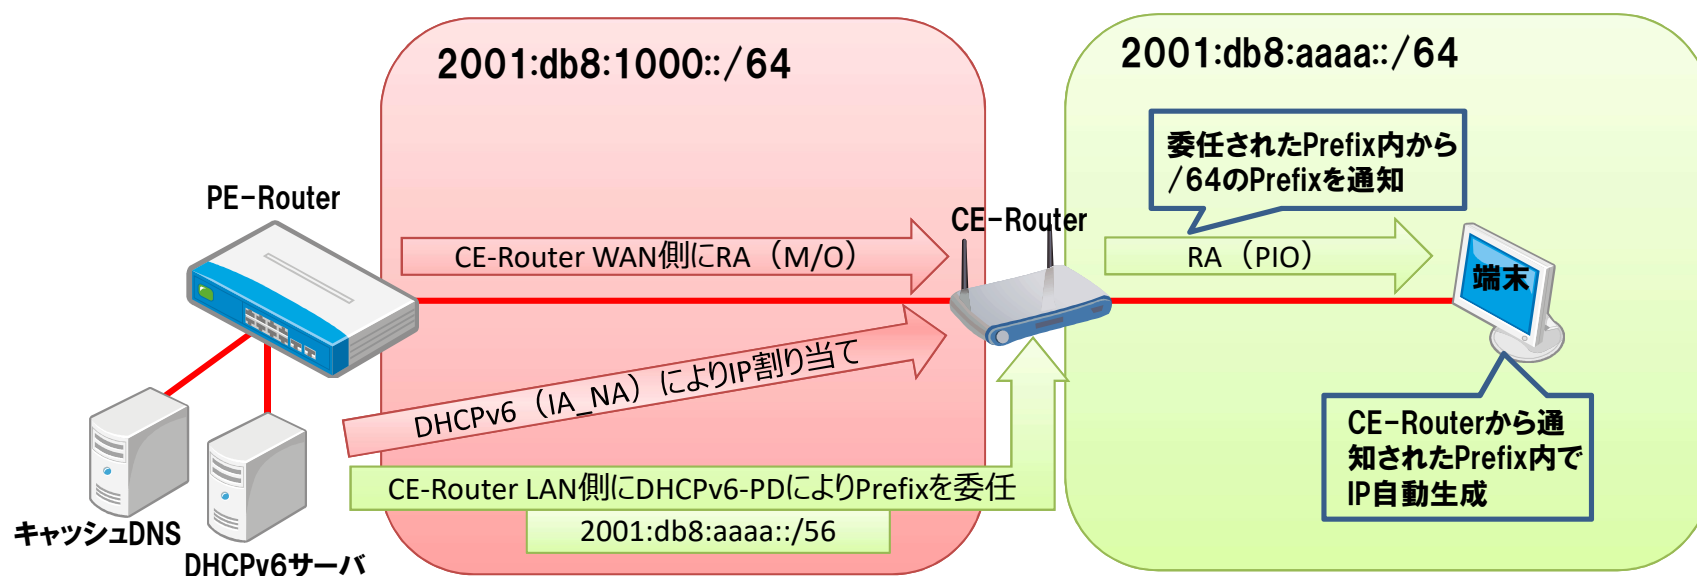 2001:db8:1000::/64
2001:db8:aaaa::/64
委任されたPrefix内から
/64のPrefixを通知
PE-Router
CE-Router
CE-Router WAN側にRA（M/O）
RA（PIO）
端末
DHCPv6（IA_NA）によりIP割り当て
CE-Routerから通
知されたPrefix内で
IP自動生成
CE-Router LAN側にDHCPv6-PDによりPrefixを委任
2001:db8:aaaa::/56
キャッシュDNS
DHCPv6サーバ